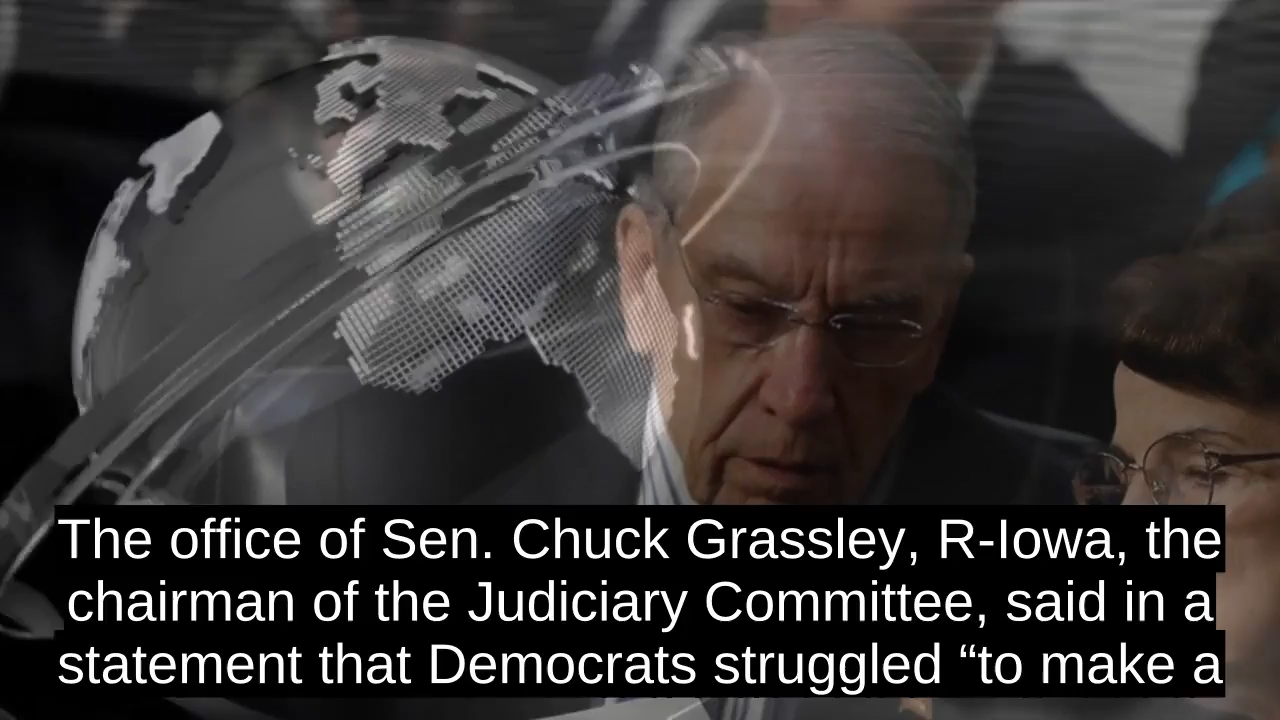 The office of Sen. Chuck Grassley, R-Iowa, the
chairman of the Judiciary Committee, said in a
statement that Democrats struggled “to make a